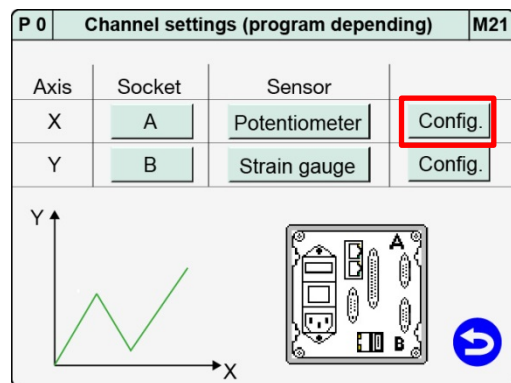 P 0 Channel settings (program depending) M21
Axis Socket Sensor
X A Potentiometer Config.
Y B Strain gauge Config.
Y
A
B
X